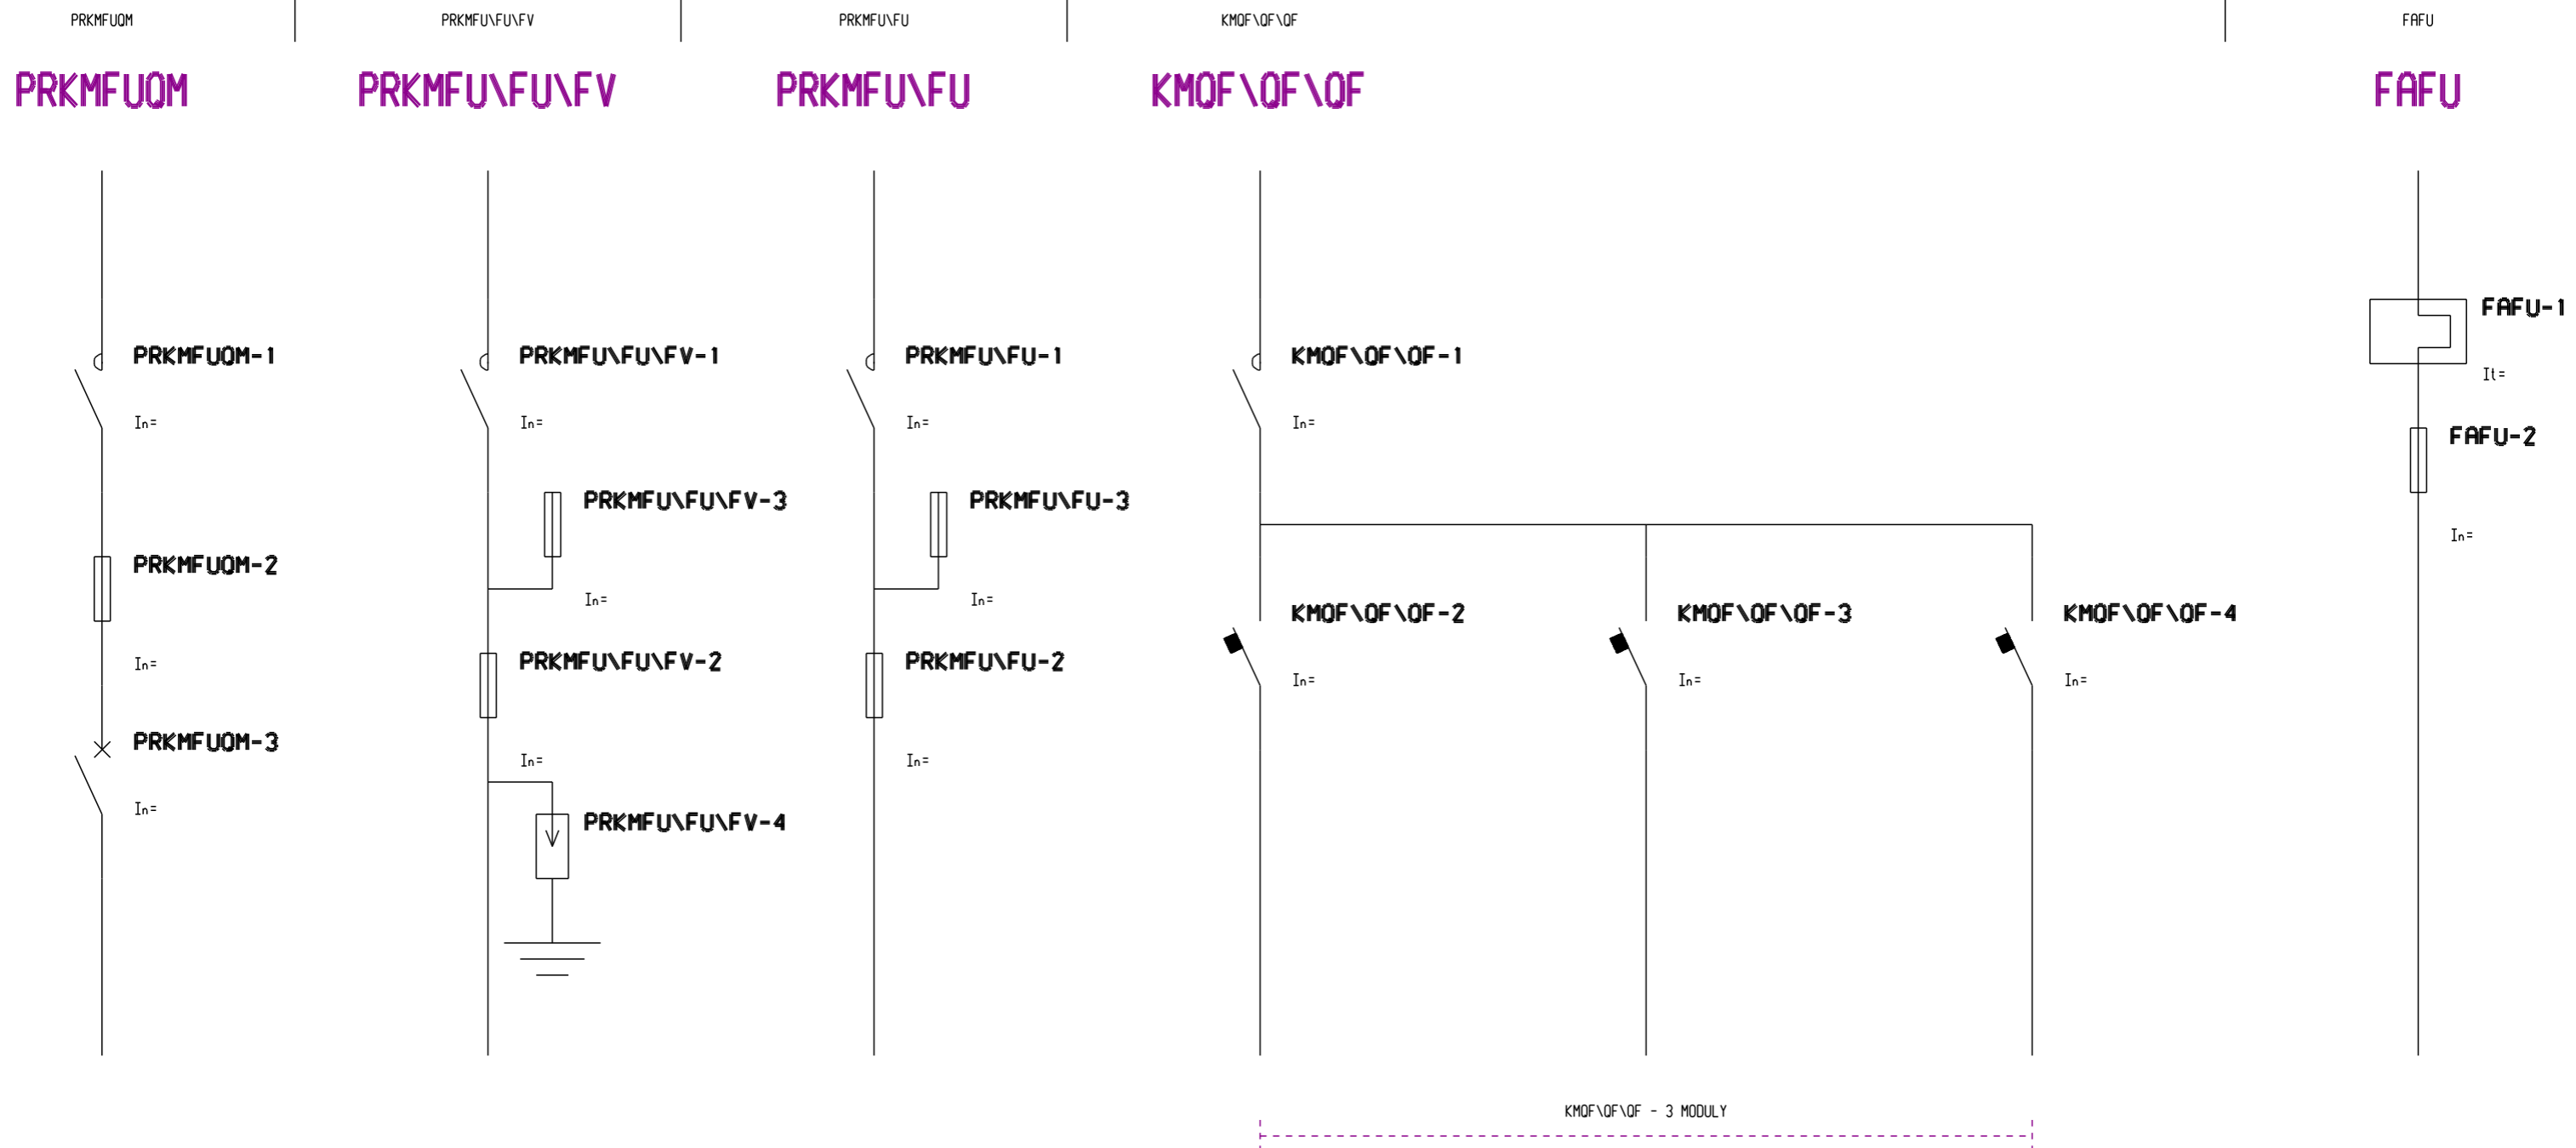 PRKMFUQM
PRKMFU\FU\FV
PRKMFU\FU
KMQF\QF\QF
FAFU
PRKMFUQM
PRKMFU\FU\FV
PRKMFU\FU
KMQF\QF\QF
FAFU
PRKMFUQM-1
In=
PRKMFUQM-2
In=
PRKMFUQM-3
In=
PRKMFU\FU\FV-1
In=
PRKMFU\FU\FV-3
In=
PRKMFU\FU\FV-2
In=
PRKMFU\FU\FV-4
PRKMFU\FU-1
In=
PRKMFU\FU-3
In=
PRKMFU\FU-2
In=
KMQF\QF\QF-1
In=
KMQF\QF\QF-2
In=
KMQF\QF\QF-3
In=
KMQF\QF\QF-4
In=
FAFU-1
It=
FAFU-2
In=
KMQF\QF\QF - 3 MODULY